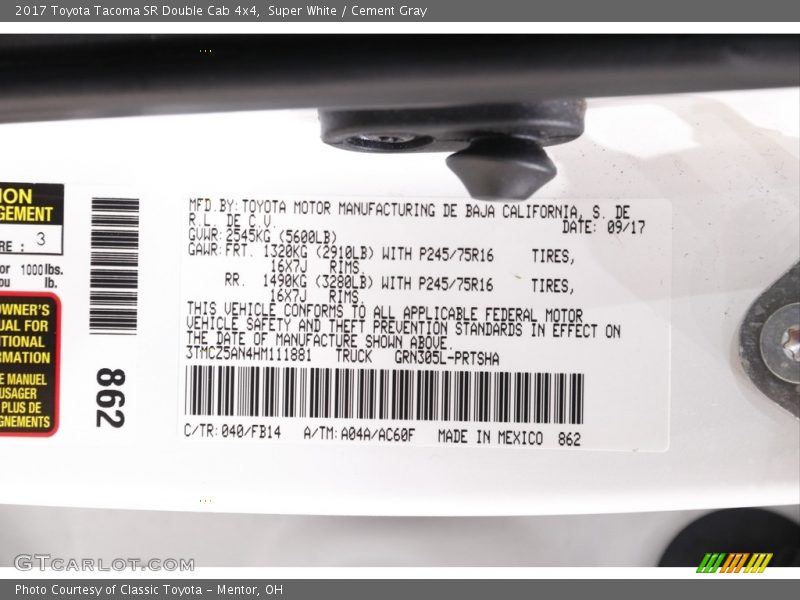 2017 Toyota Tacoma SR Double Cab 4x4,  Super White / Cement Gray
ION
GEMENT
RE : 3
or 1000 lbs.
ou lb.
OWNER'S
UAL FOR
ITIONAL
RMATION
E MANUEL
USAGER
PLUS DE
GNEMENTS
862
MFD.BY:TOYOTA MOTOR MANUFACTURING DE BAJA CALIFORNIA, S. DE
R.L. DE C.V. DATE: 09/17
GVWR:2545KG (5600LB)
GAWR:FRT. 1320KG (2910LB) WITH P245/75R16 TIRES,
16X7J RIMS,
RR. 1490KG (3280LB) WITH P245/75R16 TIRES,
16X7J RIMS,
THIS VEHICLE CONFORMS TO ALL APPLICABLE FEDERAL MOTOR
VEHICLE SAFETY AND THEFT PREVENTION STANDARDS IN EFFECT ON
THE DATE OF MANUFACTURE SHOWN ABOVE.
3TMCZ5AN4HM111881 TRUCK GRN305L-PRTSHA
C/TR:040/FB14 A/TM:A04A/AC60F MADE IN MEXICO 862
GTCARLOT.COM
Photo Courtesy of Classic Toyota – Mentor, OH